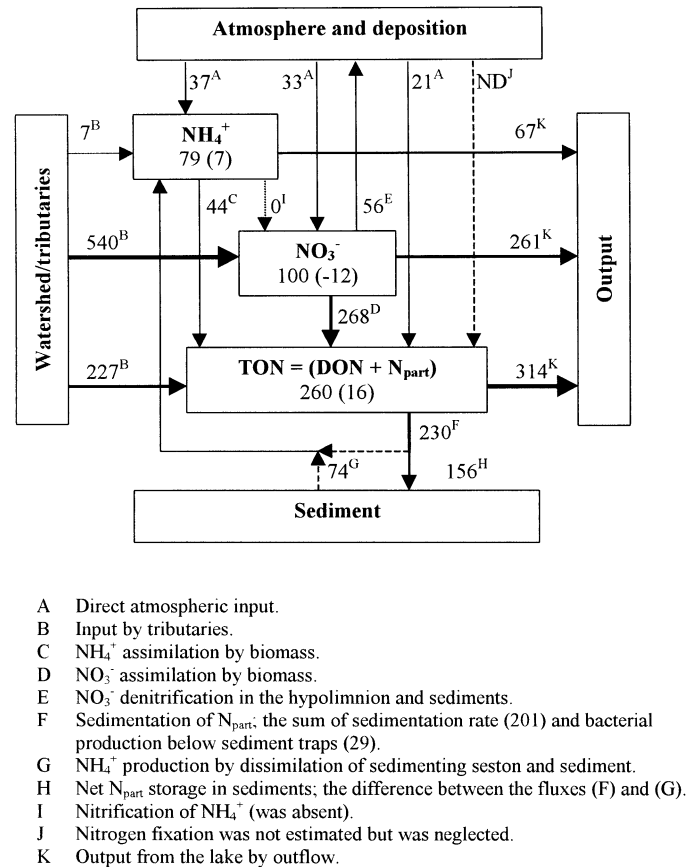 Atmosphere and deposition
37ᴬ 33ᴬ 21ᴬ NDᴶ
7ᴮ
NH₄⁺
79 (7)
67ᴷ
44ᶜ 0ᴵ 56ᴱ
Watershed/tributaries
540ᴮ
NO₃⁻
100 (-12)
261ᴷ
Output
268ᴰ
227ᴮ
TON = (DON + Nₚₐᵣₜ)
260 (16)
314ᴷ
230ꟳ
74ᴳ 156ᴴ
Sediment
A Direct atmospheric input.
B Input by tributaries.
C NH₄⁺ assimilation by biomass.
D NO₃⁻ assimilation by biomass.
E NO₃⁻ denitrification in the hypolimnion and sediments.
F Sedimentation of Nₚₐᵣₜ; the sum of sedimentation rate (201) and bacterial
production below sediment traps (29).
G NH₄⁺ production by dissimilation of sedimenting seston and sediment.
H Net Nₚₐᵣₜ storage in sediments; the difference between the fluxes (F) and (G).
I Nitrification of NH₄⁺ (was absent).
J Nitrogen fixation was not estimated but was neglected.
K Output from the lake by outflow.